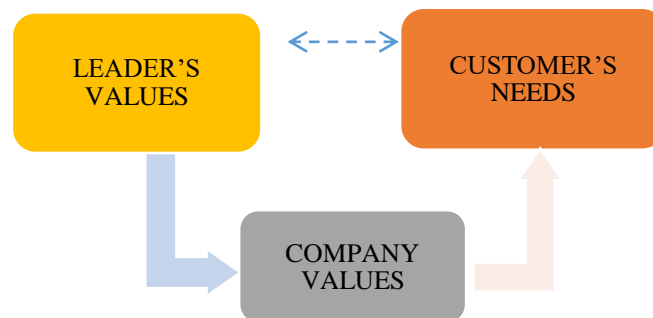 LEADER’S
VALUES
CUSTOMER’S
NEEDS
COMPANY
VALUES